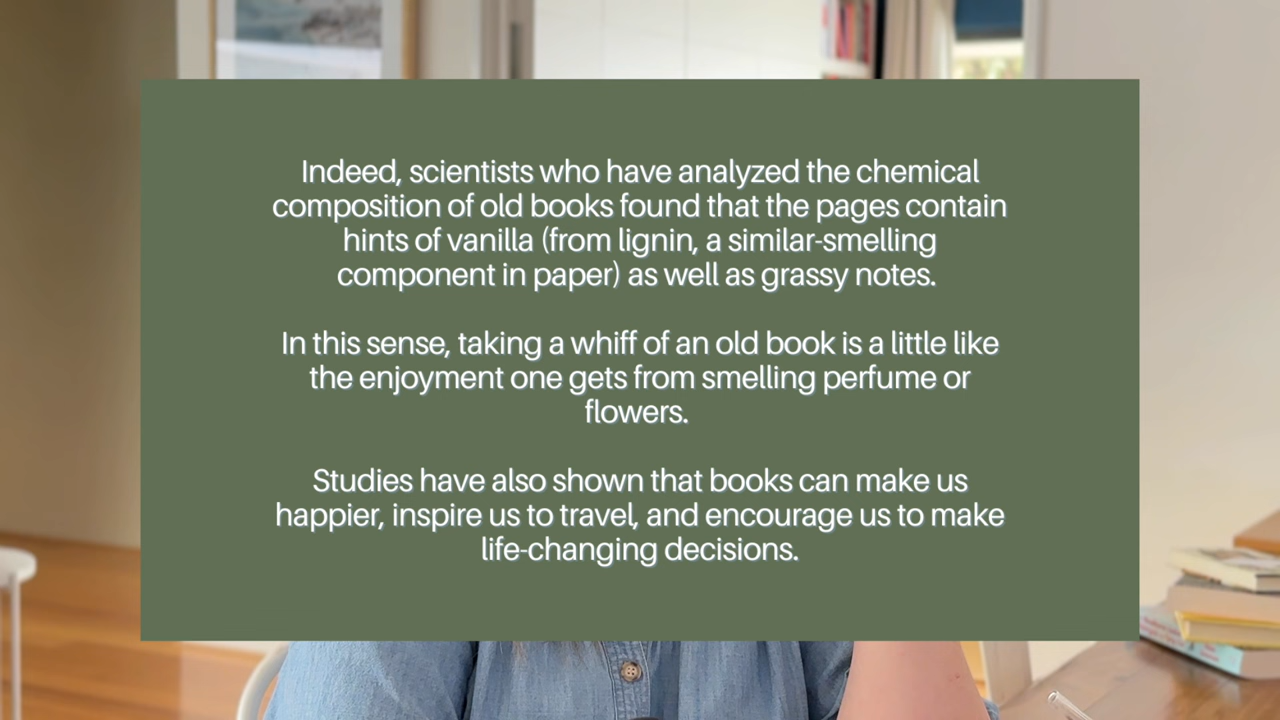 Indeed, scientists who have analyzed the chemical
composition of old books found that the pages contain
hints of vanilla (from lignin, a similar-smelling
component in paper) as well as grassy notes.
In this sense, taking a whiff of an old book is a little like
the enjoyment one gets from smelling perfume or
flowers.
Studies have also shown that books can make us
happier, inspire us to travel, and encourage us to make
life-changing decisions.